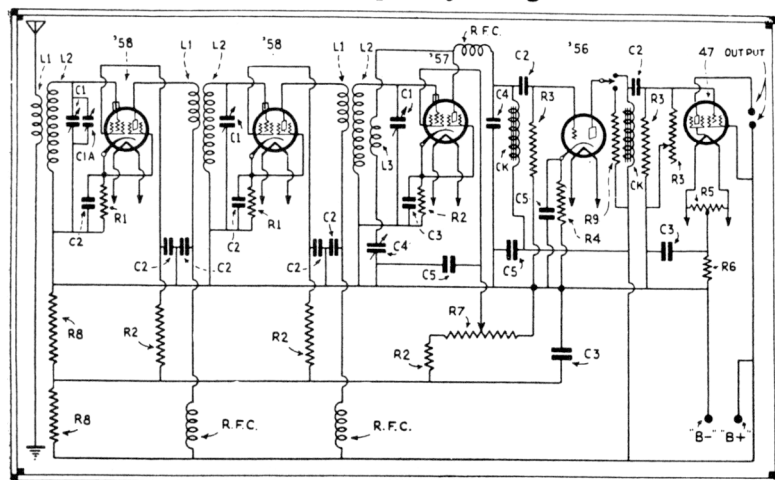 R.F.C.
'58 L1 L2 '58 L1 L2 '57 C2 '56 C2 47 OUTPUT
L1 L2
C1 C1 C1 C4 R3 R3
C1A L3 CK CK R3
R1 R1 R2 C5 R9 R5
C2 C2 C3 R4
C2 C2 C2 C2 C4 C5 C5 C3 R6
R8 R2 R2 R7
R2 C3
R8 R.F.C. R.F.C. "B-" "B+"